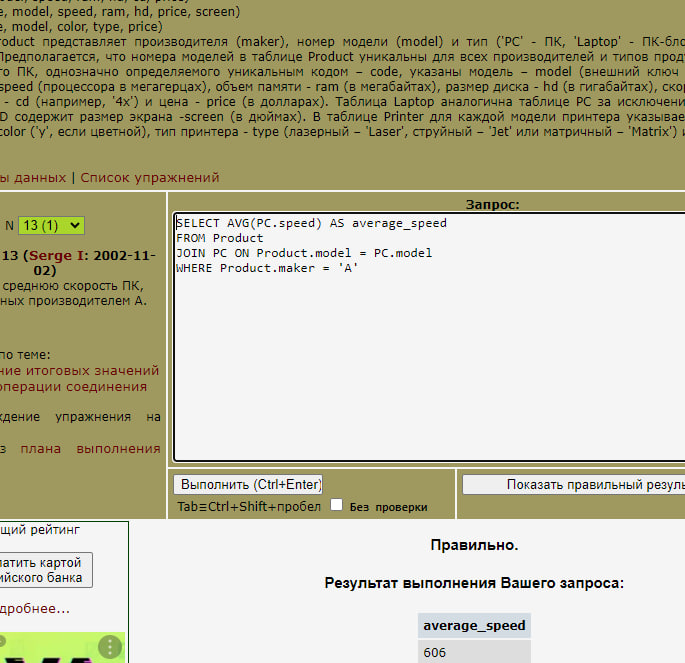 e, model, speed, ram, hd, price, screen)
e, model, color, type, price)
roduct представляет производителя (maker), номер модели (model) и тип ('PC' - ПК, 'Laptop' - ПК-бло
Предполагается, что номера моделей в таблице Product уникальны для всех производителей и типов прод
го ПК, однозначно определяемого уникальным кодом – code, указаны модель – model (внешний ключ
speed (процессора в мегагерцах), объем памяти - ram (в мегабайтах), размер диска - hd (в гигабайтах), ско
- cd (например, '4x') и цена - price (в долларах). Таблица Laptop аналогична таблице РС за исключени
D содержит размер экрана -screen (в дюймах). В таблице Printer для каждой модели принтера указывае
color ('y', если цветной), тип принтера - type (лазерный – 'Laser', струйный – 'Jet' или матричный – 'Matrix') и
ы данных | Список упражнений
N 13 (1)
13 (Serge I: 2002-11-
02)
среднюю скорость ПК,
ных производителем A.
по теме:
ние итоговых значений
операции соединения
ждение упражнения на
з плана выполнения
Запрос:
SELECT AVG(PC.speed) AS average_speed
FROM Product
JOIN PC ON Product.model = PC.model
WHERE Product.maker = 'A'
Выполнить (Ctrl+Enter)
Tab≡Ctrl+Shift+пробел Без проверки
Показать правильный резуль
щий рейтинг
латить картой
ийского банка
дробнее...
Правильно.
Результат выполнения Вашего запроса:
average_speed
606